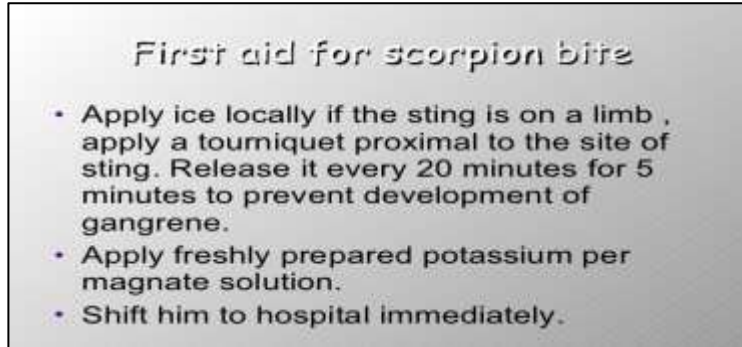 First aid for scorpion bite
• Apply ice locally if the sting is on a limb ,
apply a tourniquet proximal to the site of
sting. Release it every 20 minutes for 5
minutes to prevent development of
gangrene.
• Apply freshly prepared potassium per
magnate solution.
• Shift him to hospital immediately.